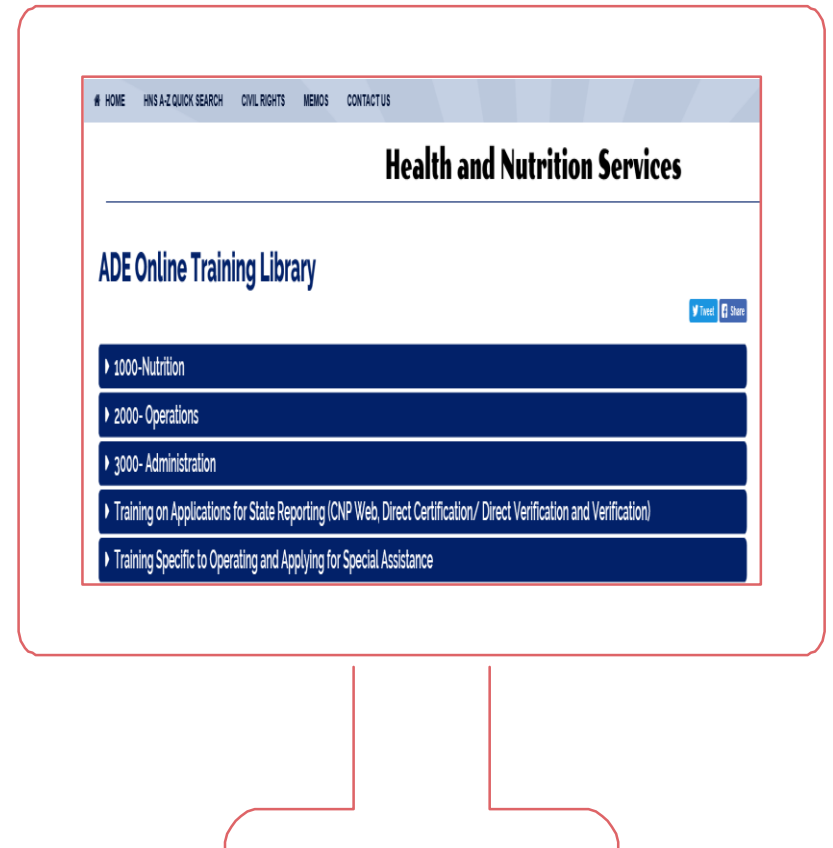 HOME HNS A-Z QUICK SEARCH CIVIL RIGHTS MEMOS CONTACT US
Health and Nutrition Services
ADE Online Training Library
Tweet Share
1000-Nutrition
2000- Operations
3000- Administration
Training on Applications for State Reporting (CNP Web, Direct Certification/ Direct Verification and Verification)
Training Specific to Operating and Applying for Special Assistance